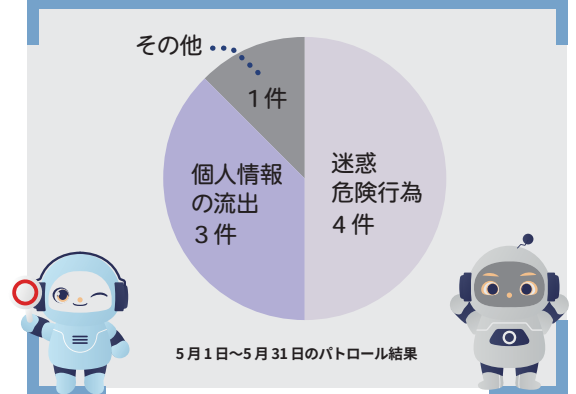 その他
1件
個人情報
の流出
3件
迷惑
危険行為
4件
5月1日～5月31日のパトロール結果